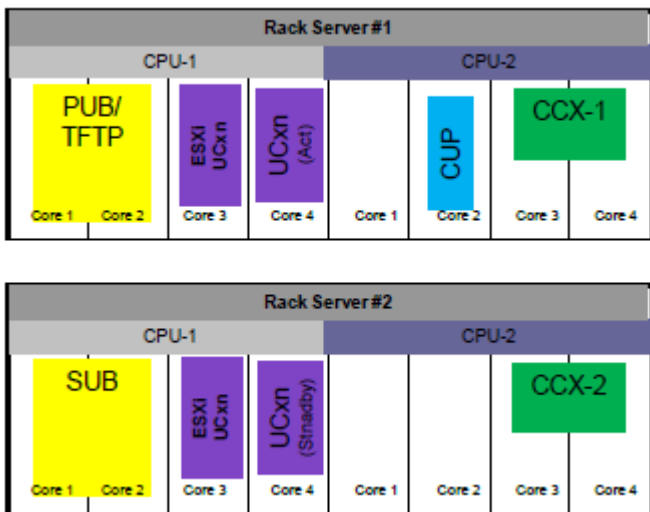 Rack Server#1
CPU-1 CPU-2
PUB/
TFTP
ESXi
UCxn
UCxn
(Act)
CUP
CCX-1
Core 1 Core 2 Core 3 Core 4 Core 1 Core 2 Core 3 Core 4
Rack Server#2
CPU-1 CPU-2
SUB
ESXi
UCxn
UCxn
(Stnadby)
CCX-2
Core 1 Core 2 Core 3 Core 4 Core 1 Core 2 Core 3 Core 4